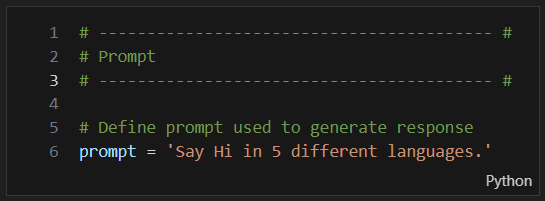 1 # ----------------------------------------- #
2 # Prompt
3 # ----------------------------------------- #
4
5 # Define prompt used to generate response
6 prompt = 'Say Hi in 5 different languages.'
Python